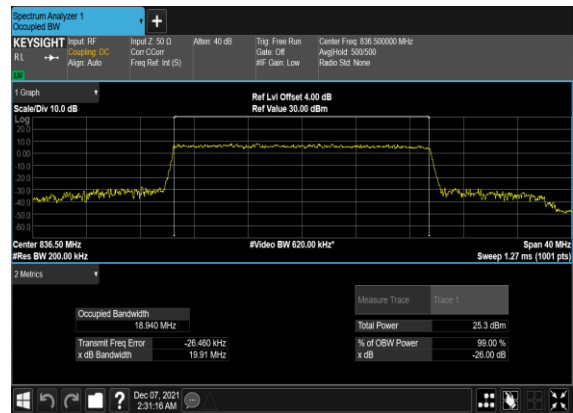 Spectrum Analyzer 1
Occupied BW
+
KEYSIGHT Input: RF Input Z: 50 Ω Atten: 40 dB Trig: Free Run Center Freq: 836.500000 MHz
RL Coupling: DC Corr CCorr Gate: Off Avg|Hold: 500/500
Align: Auto Freq Ref: Int (S) #IF Gain: Low Radio Std: None
1 Graph Ref Lvl Offset 4.00 dB
Scale/Div 10.0 dB Ref Value 30.00 dBm
Log
20.0
10.0
0.00
-10.0
-20.0
-30.0
-40.0
-50.0
-60.0
Center 836.50 MHz #Video BW 620.00 kHz* Span 40 MHz
#Res BW 200.00 kHz Sweep 1.27 ms (1001 pts)
2 Metrics
Measure Trace Trace 1
Occupied Bandwidth
18.940 MHz Total Power 25.3 dBm
Transmit Freq Error -26.460 kHz % of OBW Power 99.00 %
x dB Bandwidth 19.91 MHz x dB -26.00 dB
? Dec 07, 2021
2:31:16 AM